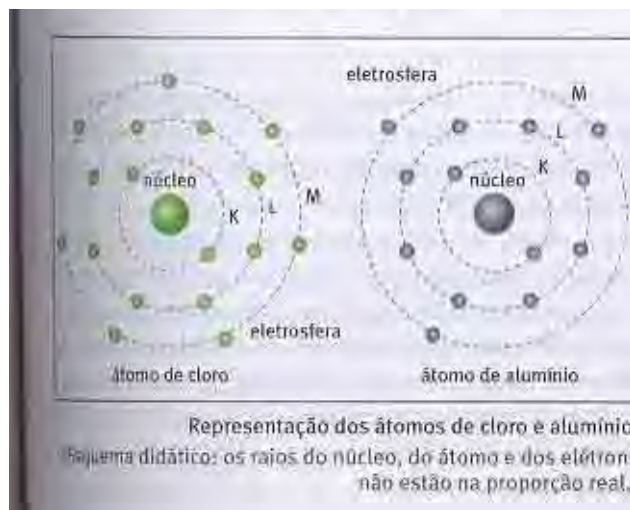 eletrosfera
M
L
K
núcleo
K
L
M
núcleo
eletrosfera
átomo de cloro
átomo de alumínio
Representação dos átomos de cloro e alumínio
Esquema didático: os raios do núcleo, do átomo e dos elétron
não estão na proporção real.